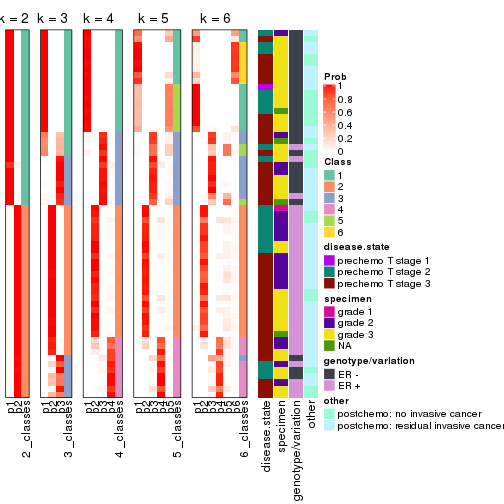 k = 2
k = 3
k = 4
k = 5
k = 6
p1
p2
2_classes
p1
p2
p3
3_classes
p1
p2
p3
p4
4_classes
p1
p2
p3
p4
p5
5_classes
p1
p2
p3
p4
p5
p6
6_classes
disease.state
specimen
genotype/variation
other
Prob
1
0.8
0.6
0.4
0.2
0
Class
1
2
3
4
5
6
disease.state
prechemo T stage 1
prechemo T stage 2
prechemo T stage 3
specimen
grade 1
grade 2
grade 3
NA
genotype/variation
ER -
ER +
other
postchemo: no invasive cancer
postchemo: residual invasive cancer